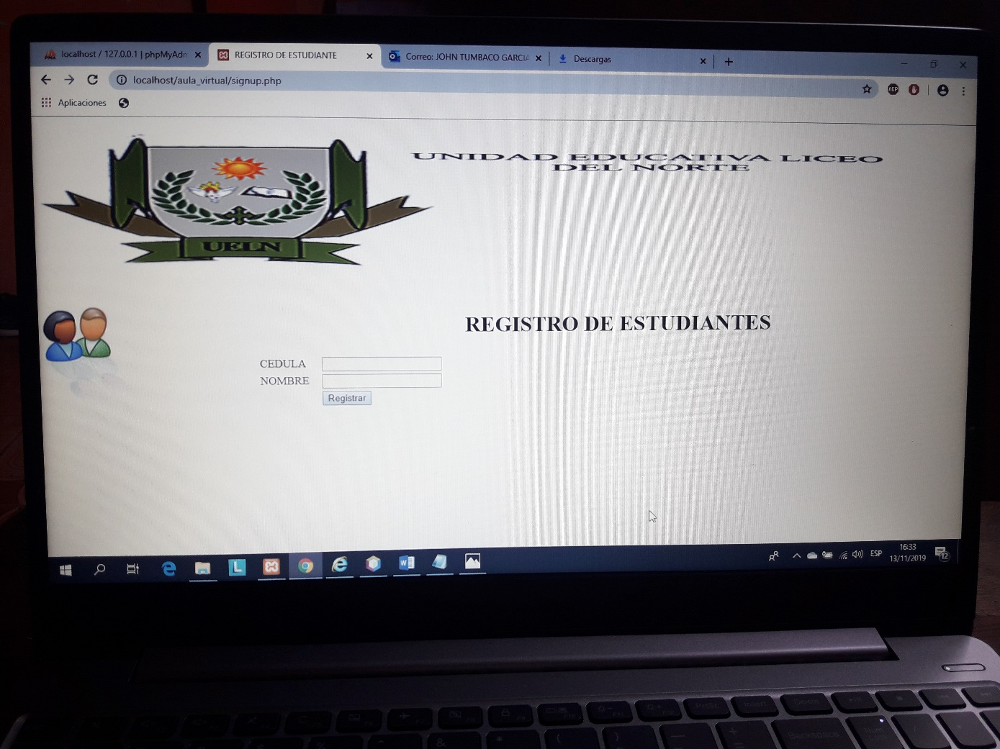 localhost / 127.0.0.1 | phpMyAdn
REGISTRO DE ESTUDIANTE
Correo: JOHN TUMBACO GARCIA
Descargas
localhost/aula_virtual/signup.php
ABP
Aplicaciones
UNIDAD EDUCATIVA LICEO
DEL NORTE
UELN
REGISTRO DE ESTUDIANTES
CEDULA
NOMBRE
Registrar
ESP
16:33
13/11/2019
12
Backspace